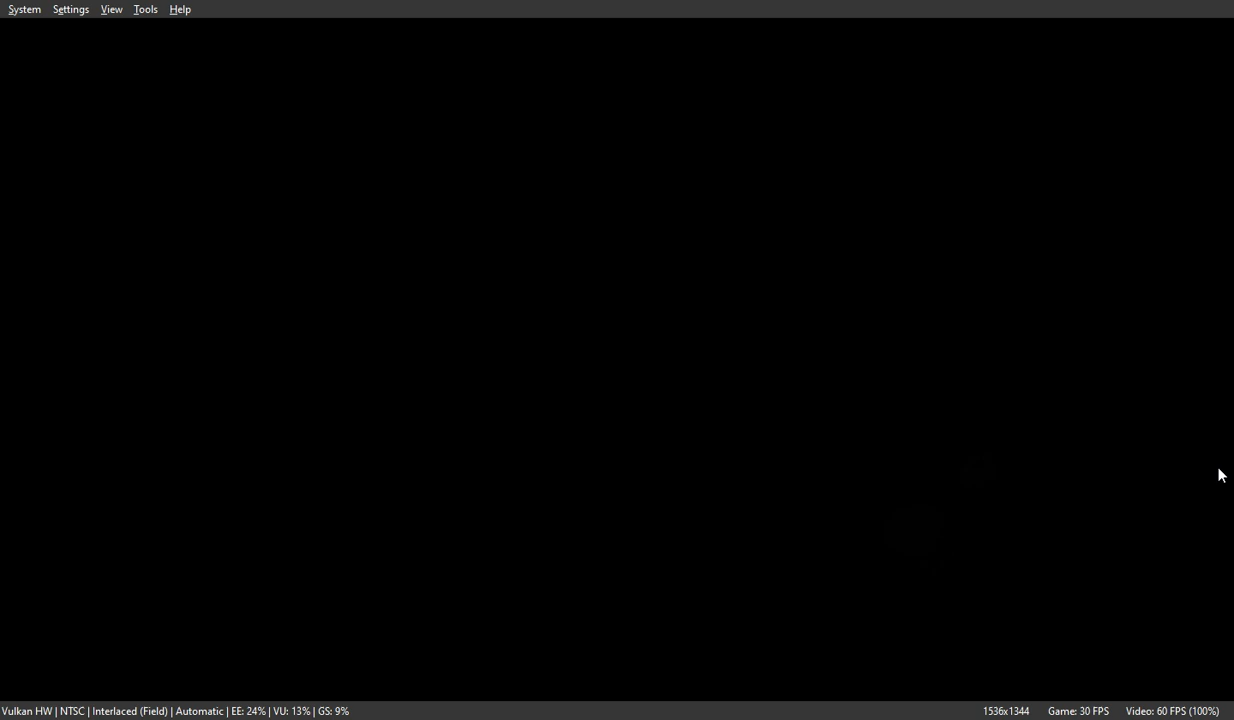 System Settings View Tools Help
Vulkan HW | NTSC | Interlaced (Field) | Automatic | EE: 24% | VU: 13% | GS: 9% 1536x1344 Game: 30 FPS Video: 60 FPS (100%)